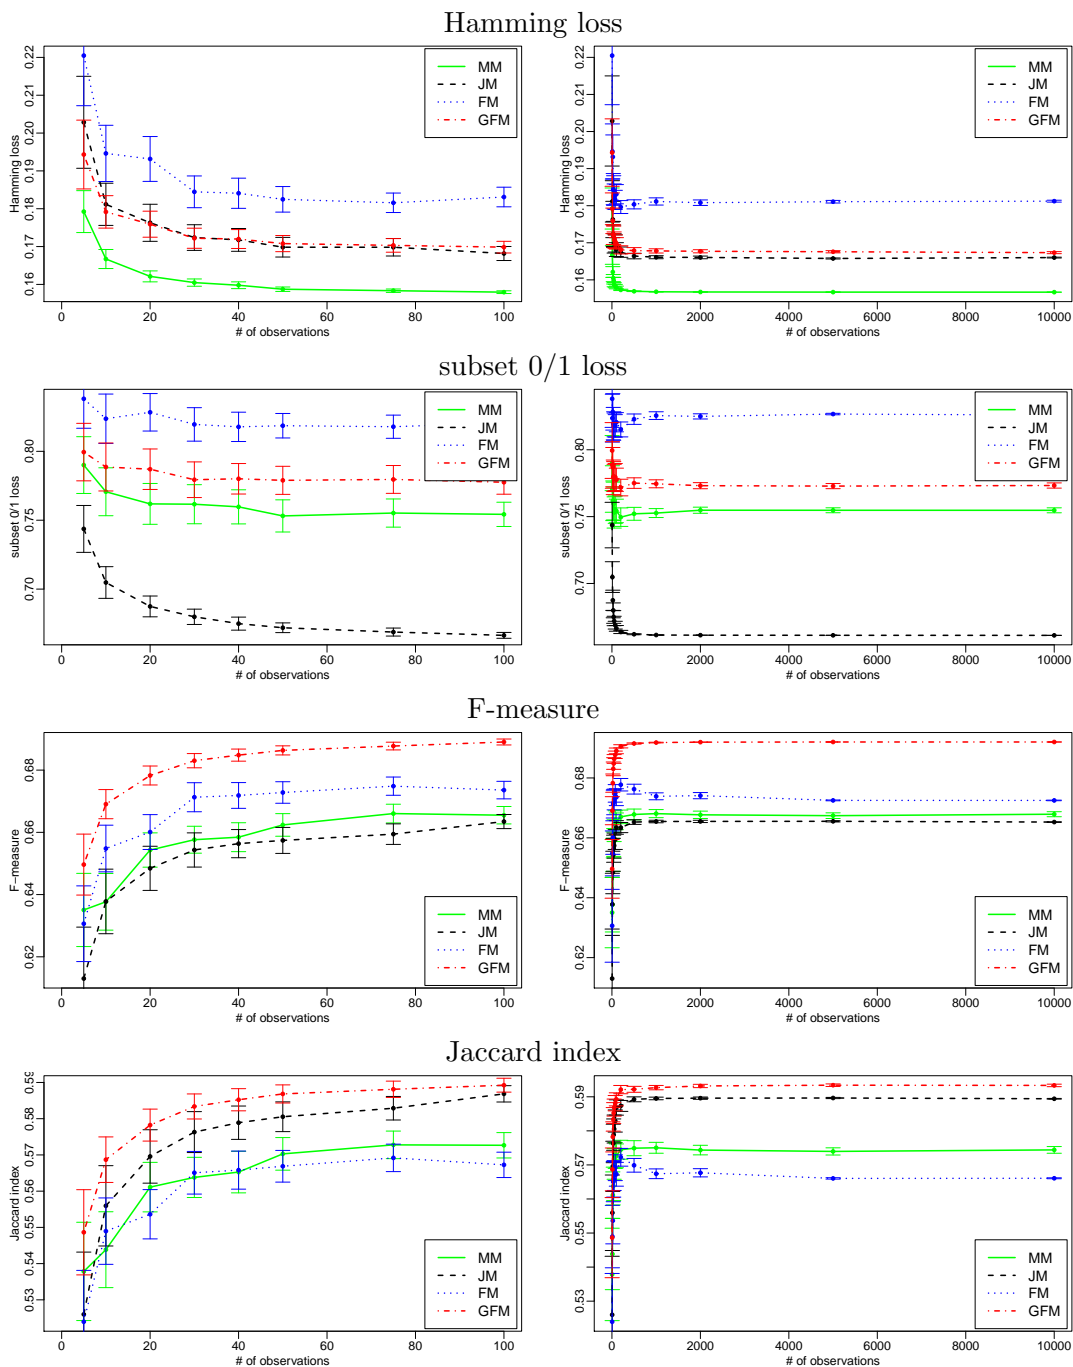 Hamming loss
Hamming loss
0.16 0.17 0.18 0.19 0.20 0.21 0.22
MM
JM
FM
GFM
0 20 40 60 80 100
# of observations
Hamming loss
0.16 0.17 0.18 0.19 0.20 0.21 0.22
MM
JM
FM
GFM
0 2000 4000 6000 8000 10000
# of observations
subset 0/1 loss
subset 0/1 loss
0.70 0.75 0.80
MM
JM
FM
GFM
0 20 40 60 80 100
# of observations
subset 0/1 loss
0.70 0.75 0.80
MM
JM
FM
GFM
0 2000 4000 6000 8000 10000
# of observations
F-measure
F−measure
0.62 0.64 0.66 0.68
MM
JM
FM
GFM
0 20 40 60 80 100
# of observations
F−measure
0.62 0.64 0.66 0.68
MM
JM
FM
GFM
0 2000 4000 6000 8000 10000
# of observations
Jaccard index
Jaccard index
0.53 0.54 0.55 0.56 0.57 0.58 0.59
MM
JM
FM
GFM
0 20 40 60 80 100
# of observations
Jaccard index
0.53 0.55 0.57 0.59
MM
JM
FM
GFM
0 2000 4000 6000 8000 10000
# of observations